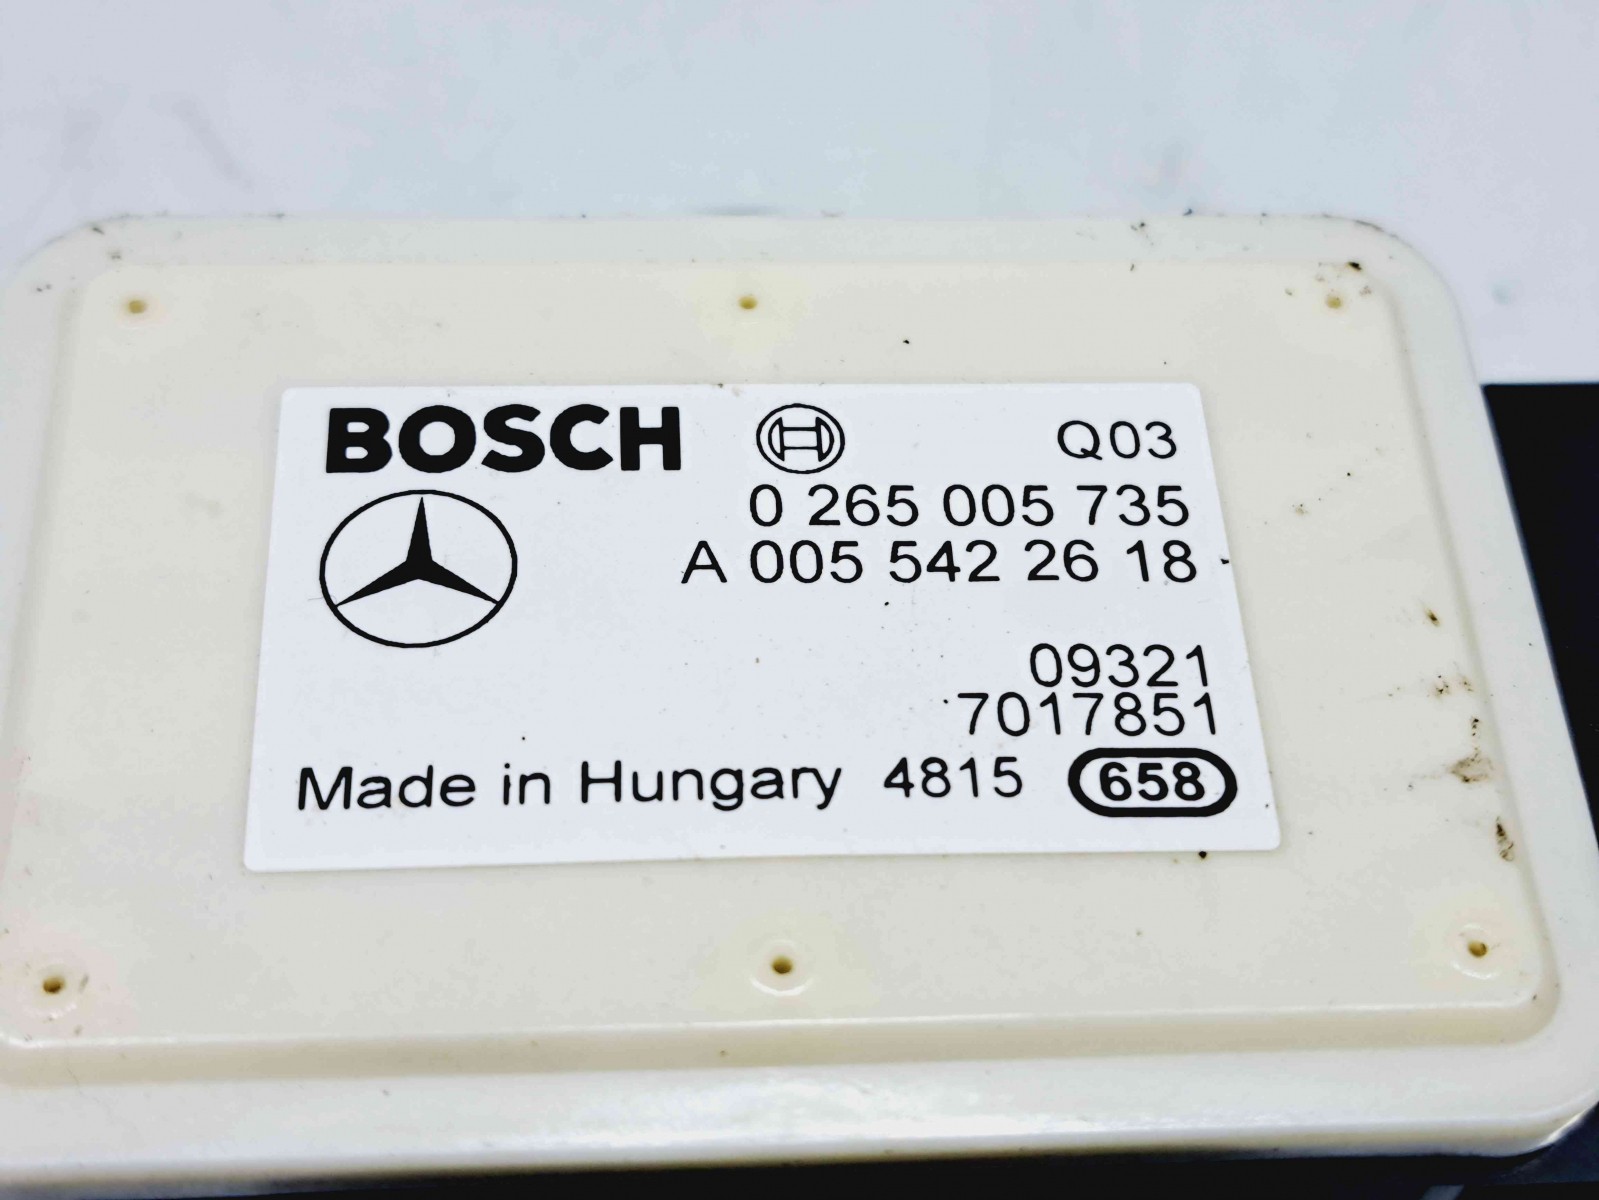 BOSCH Q03
0 265 005 735
A 005 542 26 18
09321
7017851
Made in Hungary 4815 658